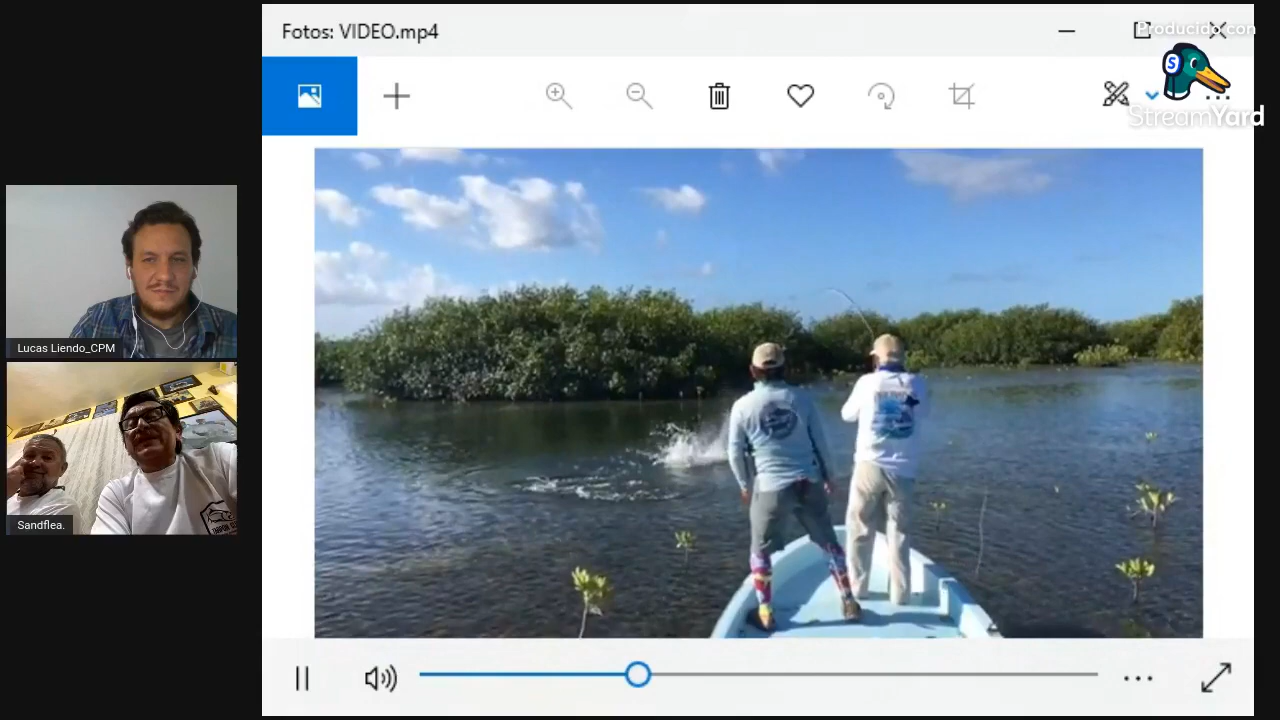 Fotos: VIDEO.mp4
Producido con
StreamYard
Lucas Liendo_CPM
Sandflea.